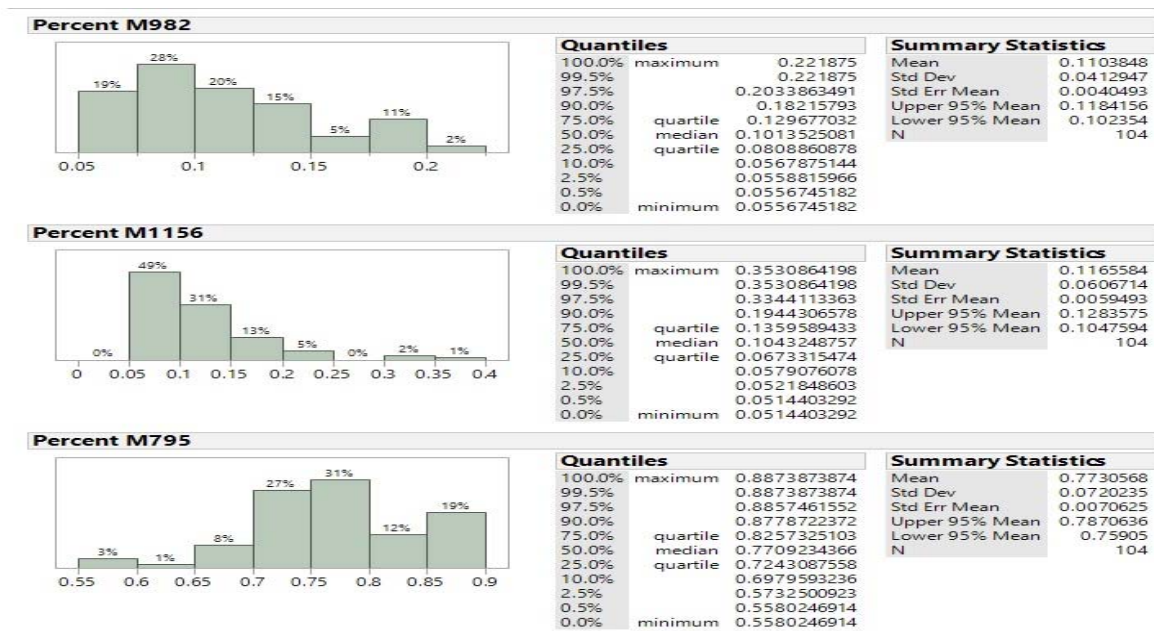 Percent M982
28%
19%
20%
15%
5%
11%
2%
0.05 0.1 0.15 0.2
Quantiles
100.0% maximum 0.221875
99.5% 0.221875
97.5% 0.2033863491
90.0% 0.18215793
75.0% quartile 0.129677032
50.0% median 0.1013525081
25.0% quartile 0.0808860878
10.0% 0.0567875144
2.5% 0.0558815966
0.5% 0.0556745182
0.0% minimum 0.0556745182
Summary Statistics
Mean 0.1103848
Std Dev 0.0412947
Std Err Mean 0.0040493
Upper 95% Mean 0.1184156
Lower 95% Mean 0.102354
N 104
Percent M1156
0%
49%
31%
13%
5%
0%
2%
1%
0 0.05 0.1 0.15 0.2 0.25 0.3 0.35 0.4
Quantiles
100.0% maximum 0.3530864198
99.5% 0.3530864198
97.5% 0.3344113363
90.0% 0.1944306578
75.0% quartile 0.1359589433
50.0% median 0.1043248757
25.0% quartile 0.0673315474
10.0% 0.0579076078
2.5% 0.0521848603
0.5% 0.0514403292
0.0% minimum 0.0514403292
Summary Statistics
Mean 0.1165584
Std Dev 0.0606714
Std Err Mean 0.0059493
Upper 95% Mean 0.1283575
Lower 95% Mean 0.1047594
N 104
Percent M795
3%
1%
8%
27%
31%
12%
19%
0.55 0.6 0.65 0.7 0.75 0.8 0.85 0.9
Quantiles
100.0% maximum 0.8873873874
99.5% 0.8873873874
97.5% 0.8857461552
90.0% 0.8778722372
75.0% quartile 0.8257325103
50.0% median 0.7709234366
25.0% quartile 0.7243087558
10.0% 0.6979593236
2.5% 0.5732500923
0.5% 0.5580246914
0.0% minimum 0.5580246914
Summary Statistics
Mean 0.7730568
Std Dev 0.0720235
Std Err Mean 0.0070625
Upper 95% Mean 0.7870636
Lower 95% Mean 0.75905
N 104